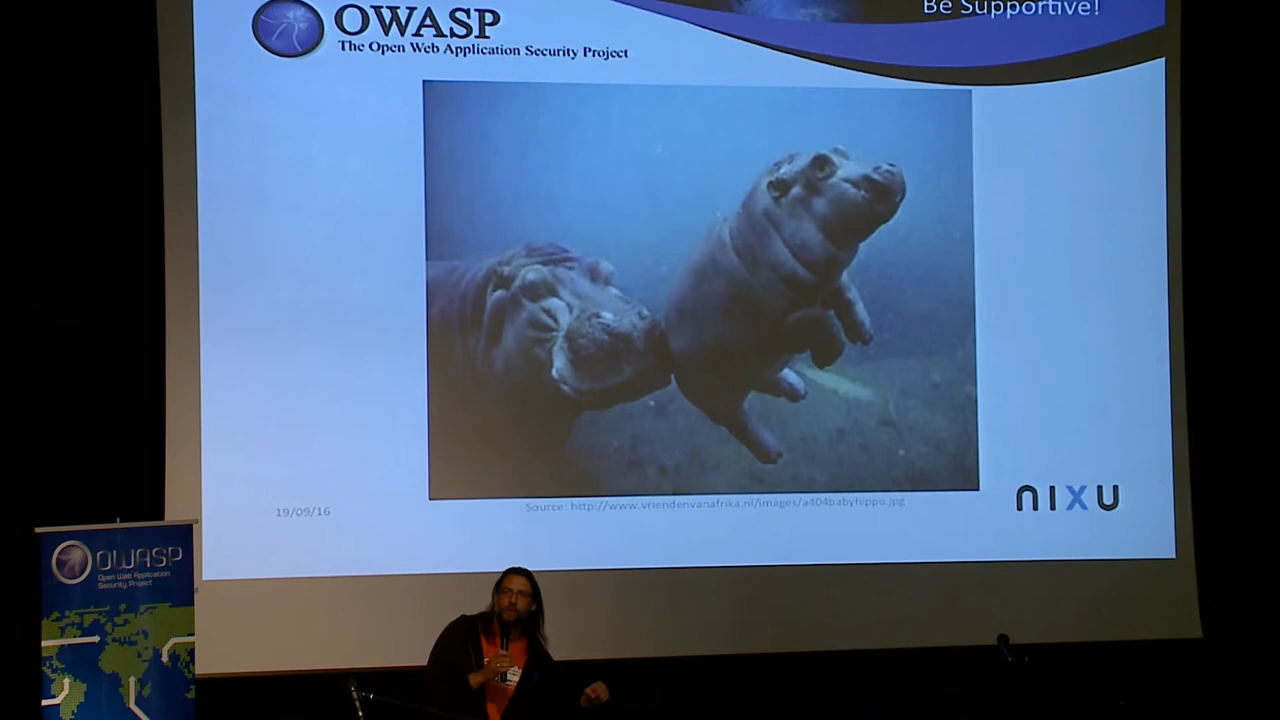 Be Supportive!
OWASP
The Open Web Application Security Project
Source: http://www.vriendenvanafrika.nl/images/a404babyhippo.jpg
19/09/16
NIXU
OWASP
Open Web Application
Security Project